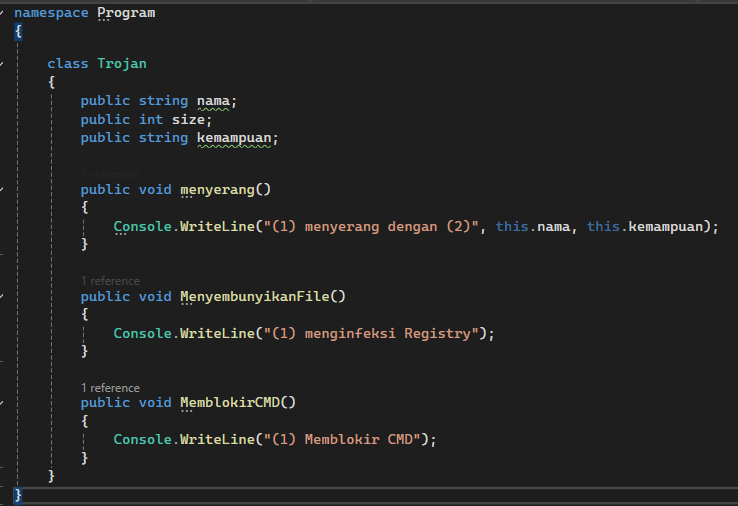 namespace Program
{
class Trojan
{
public string nama;
public int size;
public string kemampuan;
1 reference
public void menyerang()
{
Console.WriteLine("(1) menyerang dengan (2)", this.nama, this.kemampuan);
}
1 reference
public void MenyembunyikanFile()
{
Console.WriteLine("(1) menginfeksi Registry");
}
1 reference
public void MemblokirCMD()
{
Console.WriteLine("(1) Memblokir CMD");
}
}
}